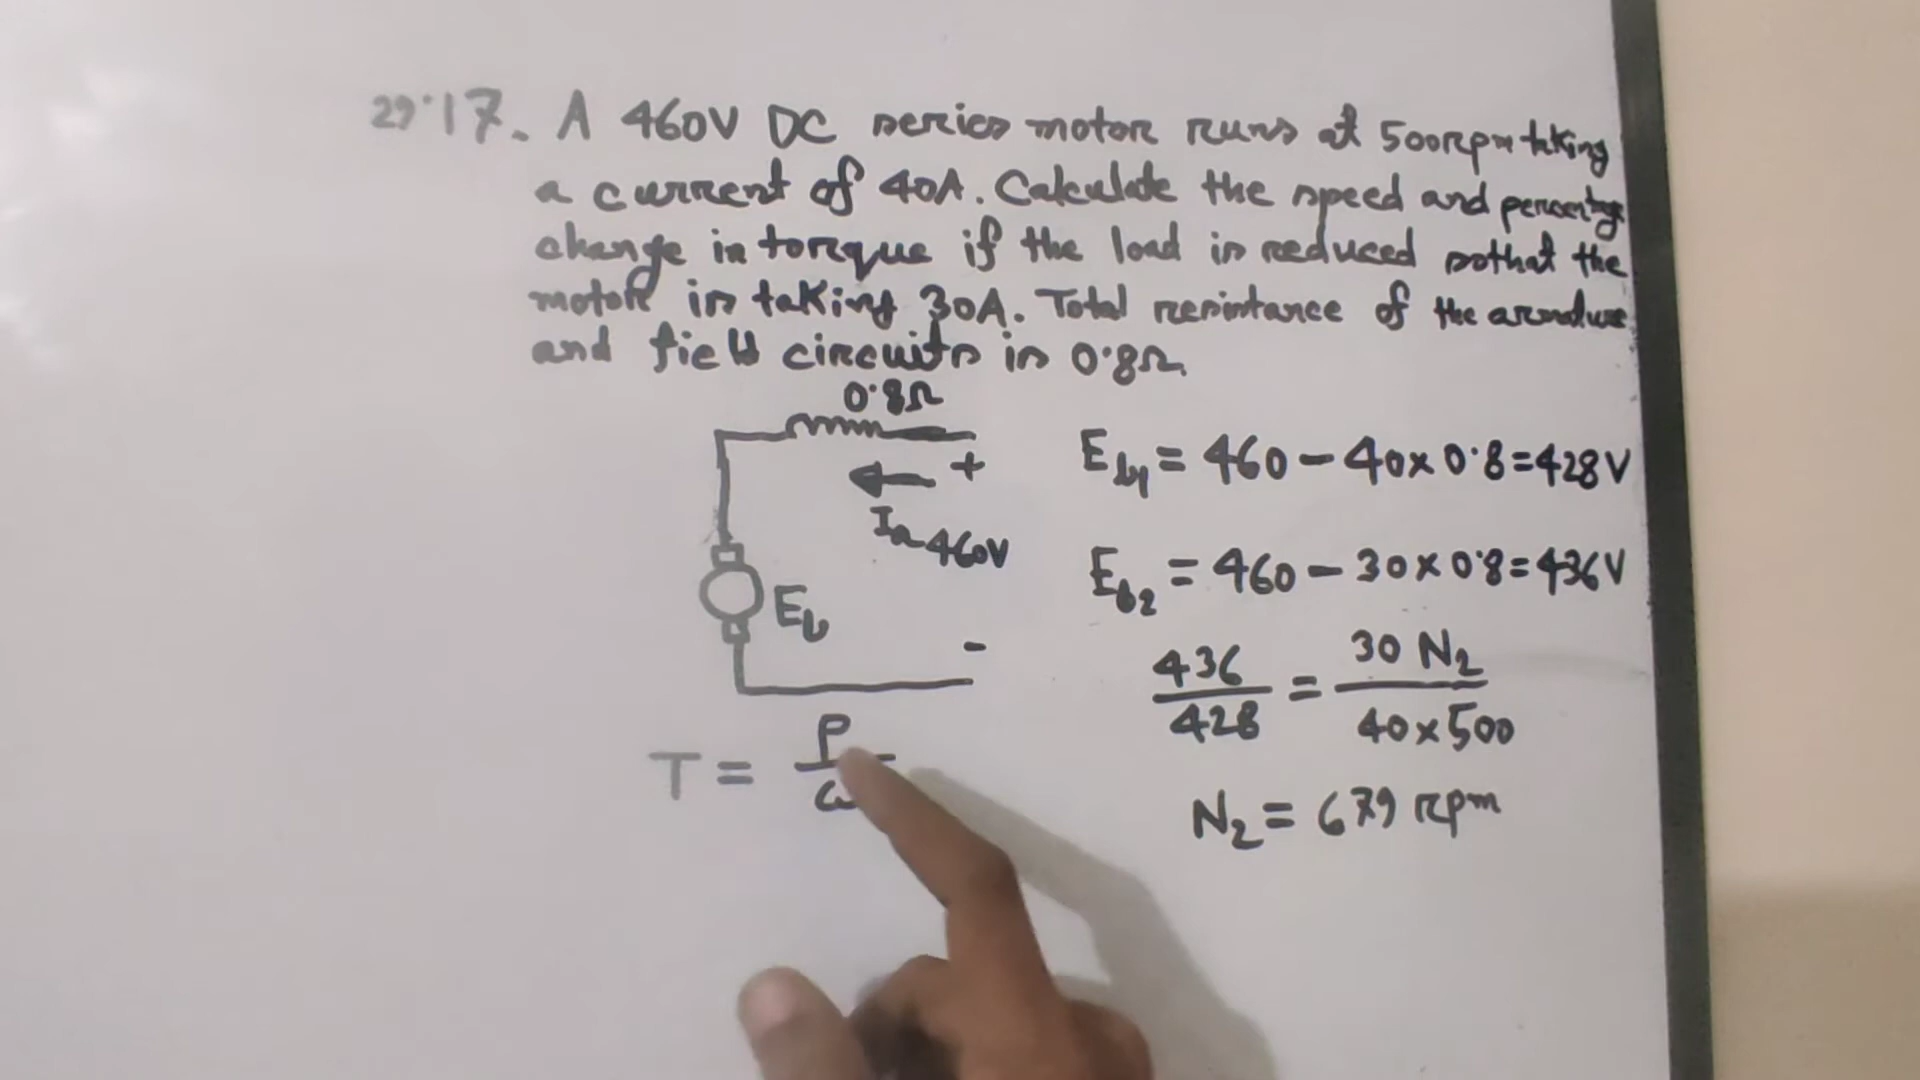 29.17. A 460V DC series motor runs at 500rpm taking
a current of 40A. Calculate the speed and percentage
change in torque if the load is reduced so that the
motor is taking 30A. Total resistance of the armature
and field circuits is 0.8Ω.
0.8Ω
+
Ia
460V
Eb
-
Eb1 = 460 - 40 x 0.8 = 428 V
Eb2 = 460 - 30 x 0.8 = 436 V
436/428 = 30 N2/40 x 500
N2 = 679 rpm
T = P/ω